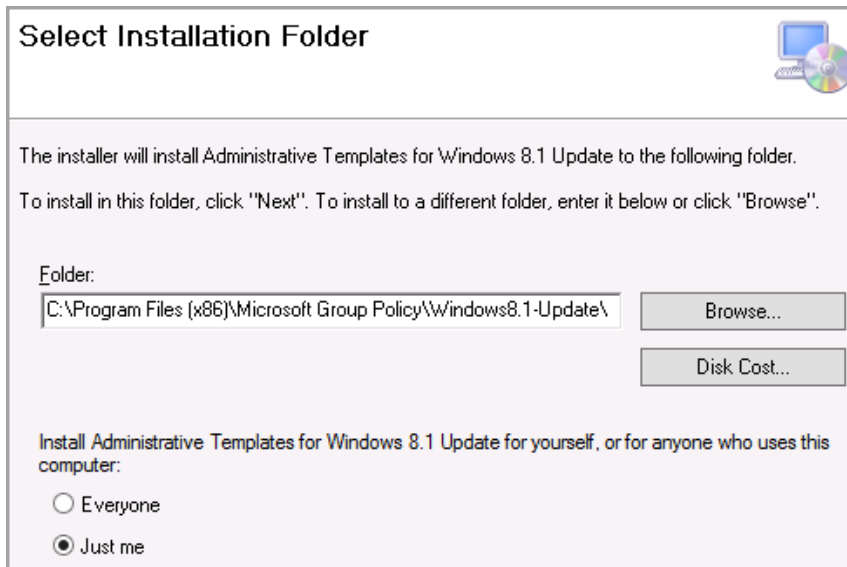 Select Installation Folder
The installer will install Administrative Templates for Windows 8.1 Update to the following folder.
To install in this folder, click "Next". To install to a different folder, enter it below or click "Browse".
Folder:
C:\Program Files (x86)\Microsoft Group Policy\Windows8.1-Update\
Browse...
Disk Cost...
Install Administrative Templates for Windows 8.1 Update for yourself, or for anyone who uses this
computer:
Everyone
Just me